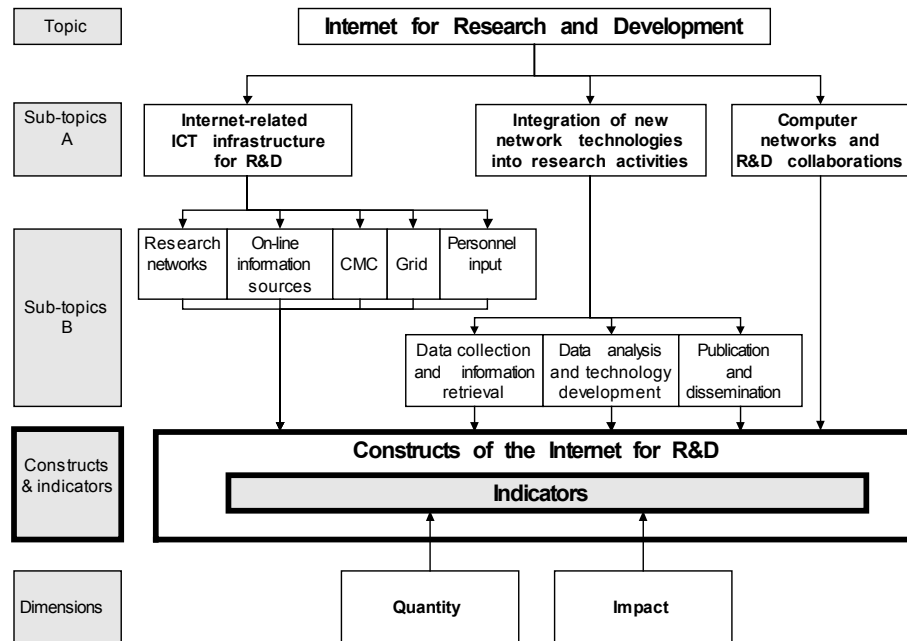 Topic
Internet for Research and Development
Sub-topics
A
Internet-related
ICT infrastructure
for R&D
Integration of new
network technologies
into research activities
Computer
networks and
R&D collaborations
Sub-topics
B
Research
networks
On-line
information
sources
CMC
Grid
Personnel
input
Data collection
and information
retrieval
Data analysis
and technology
development
Publication
and
dissemination
Constructs
& indicators
Constructs of the Internet for R&D
Indicators
Dimensions
Quantity
Impact